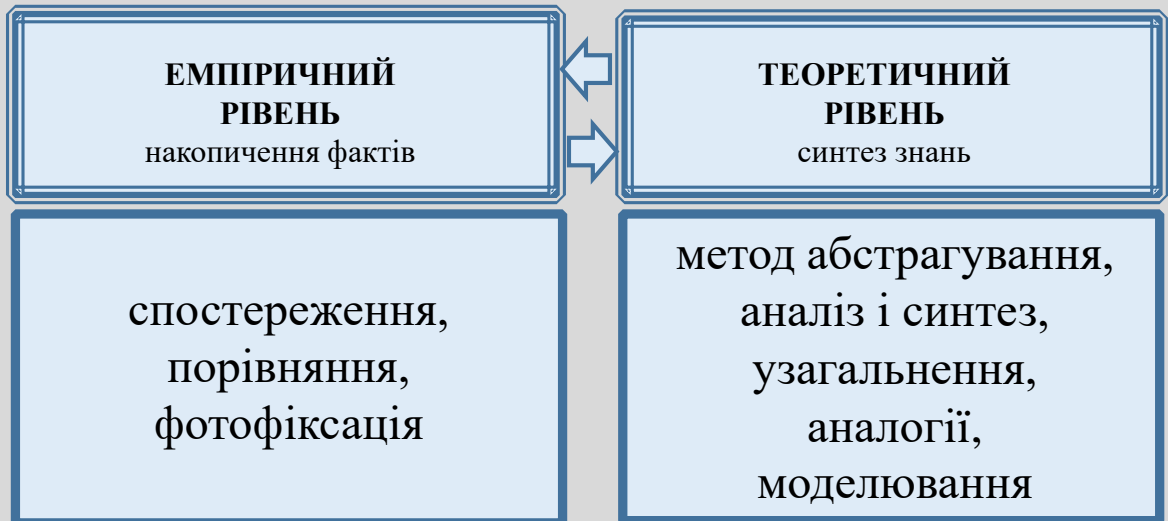 ЕМПІРИЧНИЙ
РІВЕНЬ
накопичення фактів
ТЕОРЕТИЧНИЙ
РІВЕНЬ
синтез знань
спостереження,
порівняння,
фотофіксація
метод абстрагування,
аналіз і синтез,
узагальнення,
аналогії,
моделювання